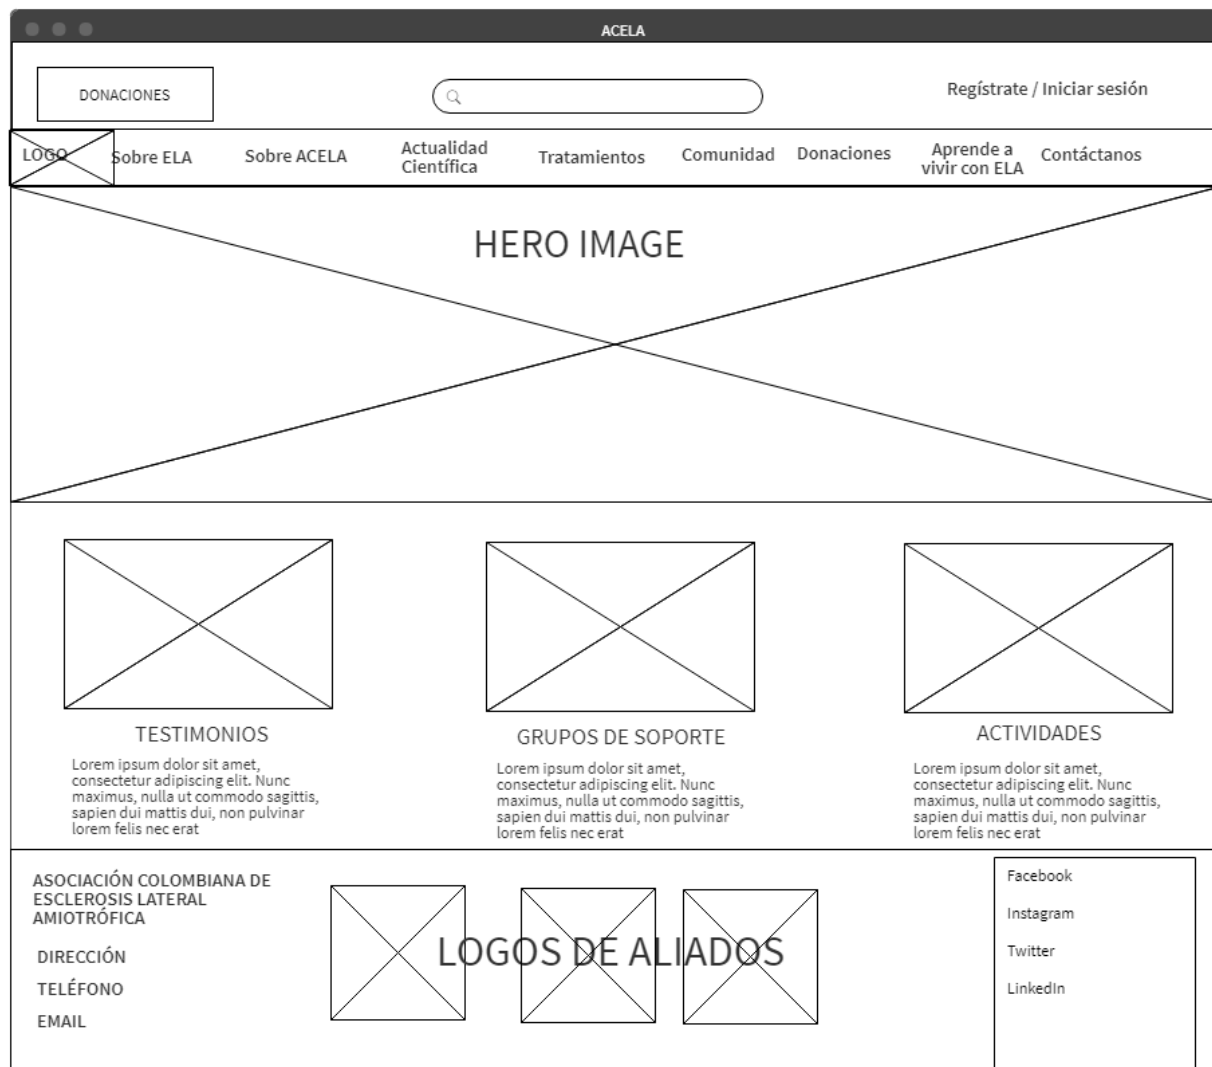 ACELA
DONACIONES
Regístrate / Iniciar sesión
LOGO
Sobre ELA
Sobre ACELA
Actualidad
Científica
Tratamientos
Comunidad
Donaciones
Aprende a
vivir con ELA
Contáctanos
HERO IMAGE
TESTIMONIOS
Lorem ipsum dolor sit amet,
consectetur adipiscing elit. Nunc
maximus, nulla ut commodo sagittis,
sapien dui mattis dui, non pulvinar
lorem felis nec erat
GRUPOS DE SOPORTE
Lorem ipsum dolor sit amet,
consectetur adipiscing elit. Nunc
maximus, nulla ut commodo sagittis,
sapien dui mattis dui, non pulvinar
lorem felis nec erat
ACTIVIDADES
Lorem ipsum dolor sit amet,
consectetur adipiscing elit. Nunc
maximus, nulla ut commodo sagittis,
sapien dui mattis dui, non pulvinar
lorem felis nec erat
ASOCIACIÓN COLOMBIANA DE
ESCLEROSIS LATERAL
AMIOTRÓFICA
DIRECCIÓN
TELÉFONO
EMAIL
LOGOS DE ALIADOS
Facebook
Instagram
Twitter
LinkedIn